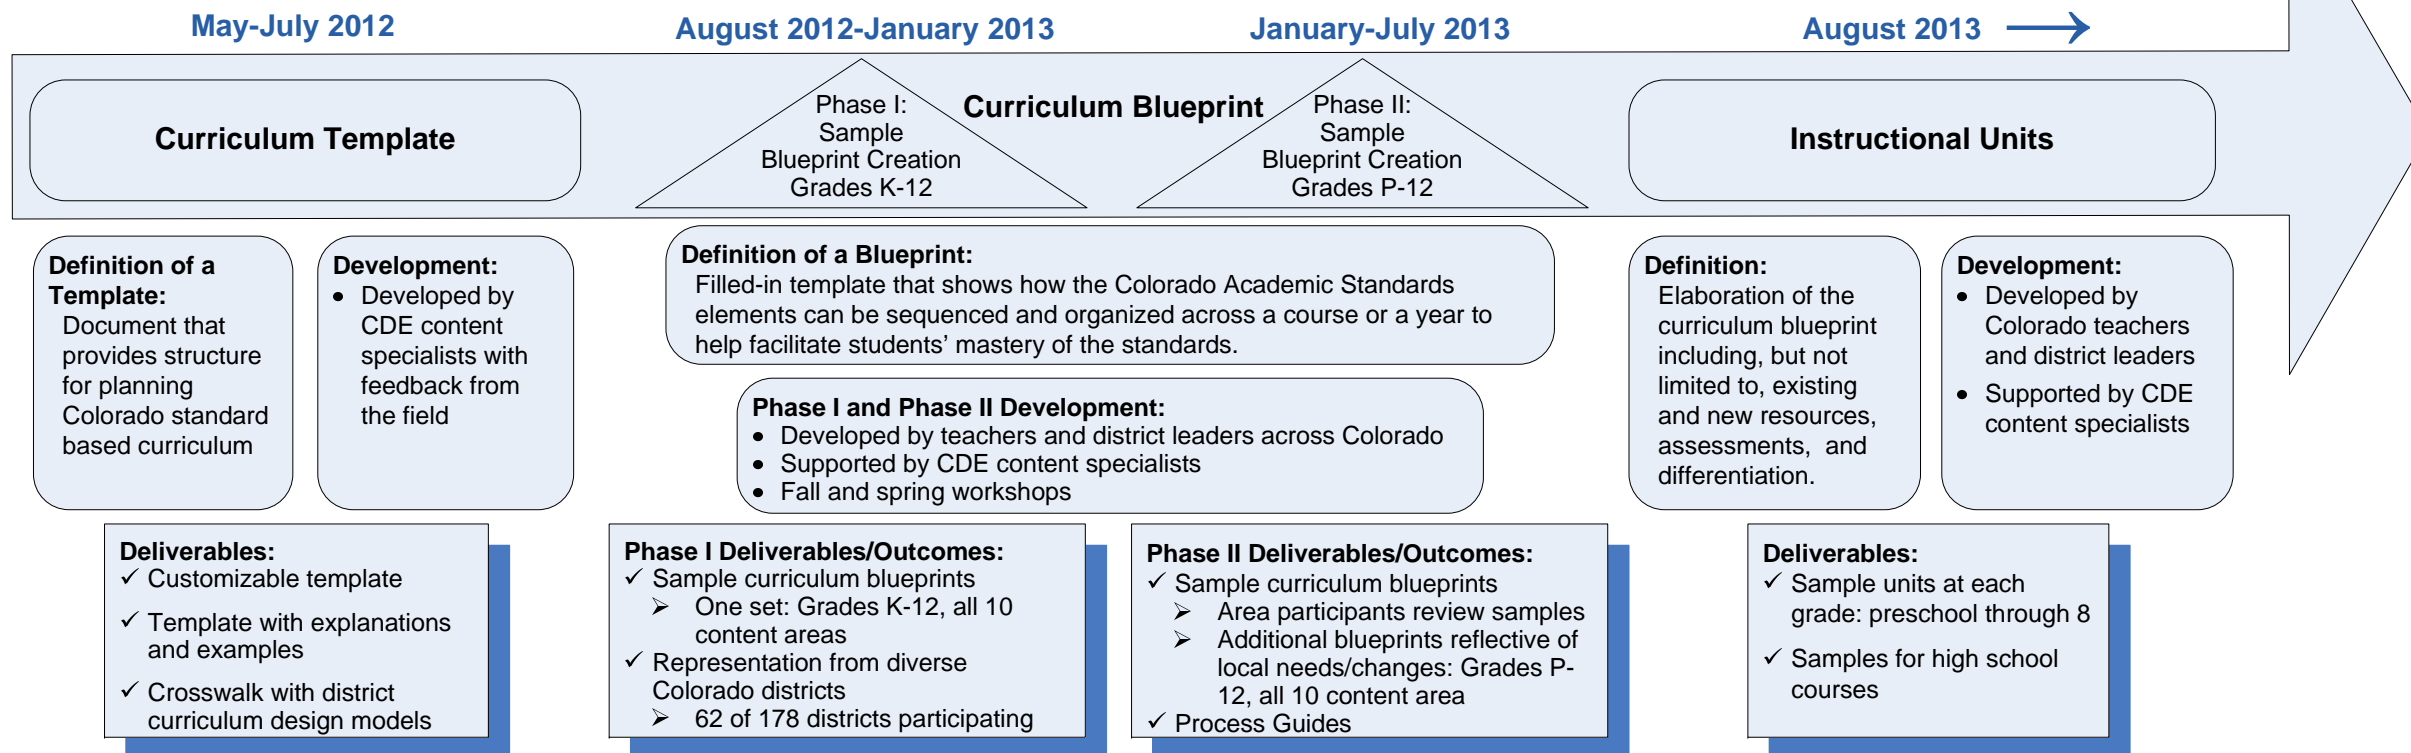 May-July 2012
August 2012-January 2013
January-July 2013
August 2013
Curriculum Template
Phase I:
Sample
Blueprint Creation
Grades K-12
Curriculum Blueprint
Phase II:
Sample
Blueprint Creation
Grades P-12
Instructional Units
Definition of a
Template:
Document that
provides structure
for planning
Colorado standard
based curriculum
Development:
• Developed by
CDE content
specialists with
feedback from
the field
Definition of a Blueprint:
Filled-in template that shows how the Colorado Academic Standards
elements can be sequenced and organized across a course or a year to
help facilitate students’ mastery of the standards.
Phase I and Phase II Development:
• Developed by teachers and district leaders across Colorado
• Supported by CDE content specialists
• Fall and spring workshops
Definition:
Elaboration of the
curriculum blueprint
including, but not
limited to, existing
and new resources,
assessments, and
differentiation.
Development:
• Developed by
Colorado teachers
and district leaders
• Supported by CDE
content specialists
Deliverables:
✓ Customizable template
✓ Template with explanations
and examples
✓ Crosswalk with district
curriculum design models
Phase I Deliverables/Outcomes:
✓ Sample curriculum blueprints
➢ One set: Grades K-12, all 10
content areas
✓ Representation from diverse
Colorado districts
➢ 62 of 178 districts participating
Phase II Deliverables/Outcomes:
✓ Sample curriculum blueprints
➢ Area participants review samples
➢ Additional blueprints reflective of
local needs/changes: Grades P-
12, all 10 content area
✓ Process Guides
Deliverables:
✓ Sample units at each
grade: preschool through 8
✓ Samples for high school
courses